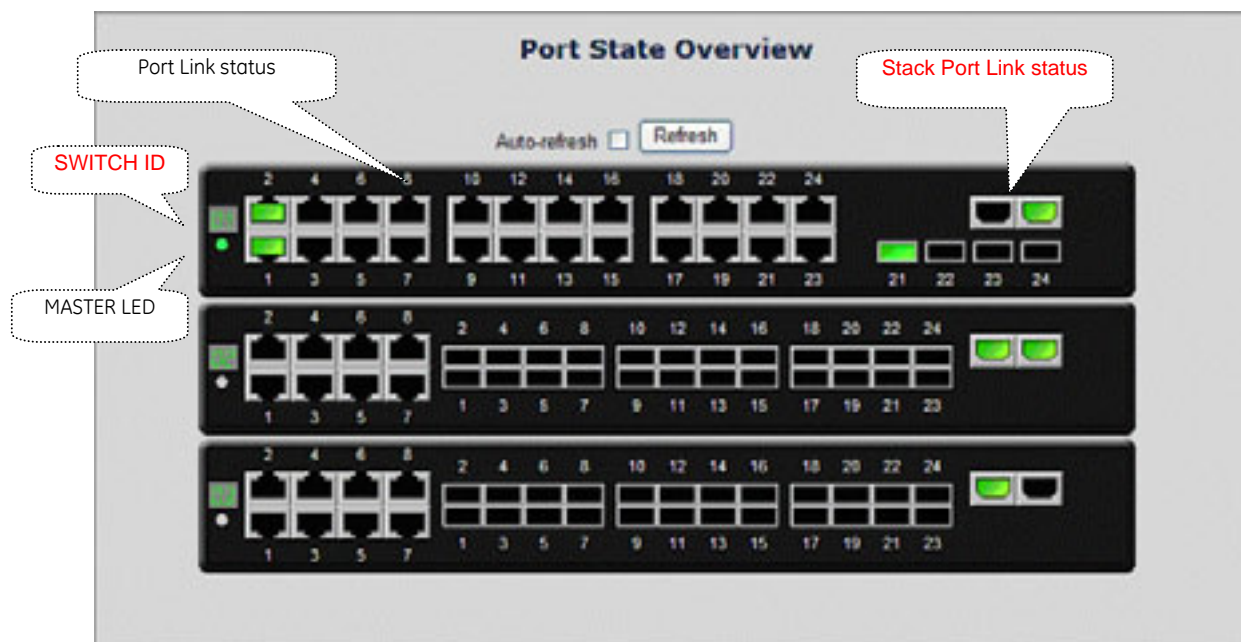 Port State Overview
Port Link status
Stack Port Link status
Auto-refresh Refresh
SWITCH ID
2 4 6 8 10 12 14 16 18 20 22 24
1 3 5 7 9 11 13 15 17 19 21 23 21 22 23 24
MASTER LED
2 4 6 8 2 4 6 8 10 12 14 16 18 20 22 24
1 3 5 7 1 3 5 7 9 11 13 15 17 19 21 23
2 4 6 8 2 4 6 8 10 12 14 16 18 20 22 24
1 3 5 7 1 3 5 7 9 11 13 15 17 19 21 23